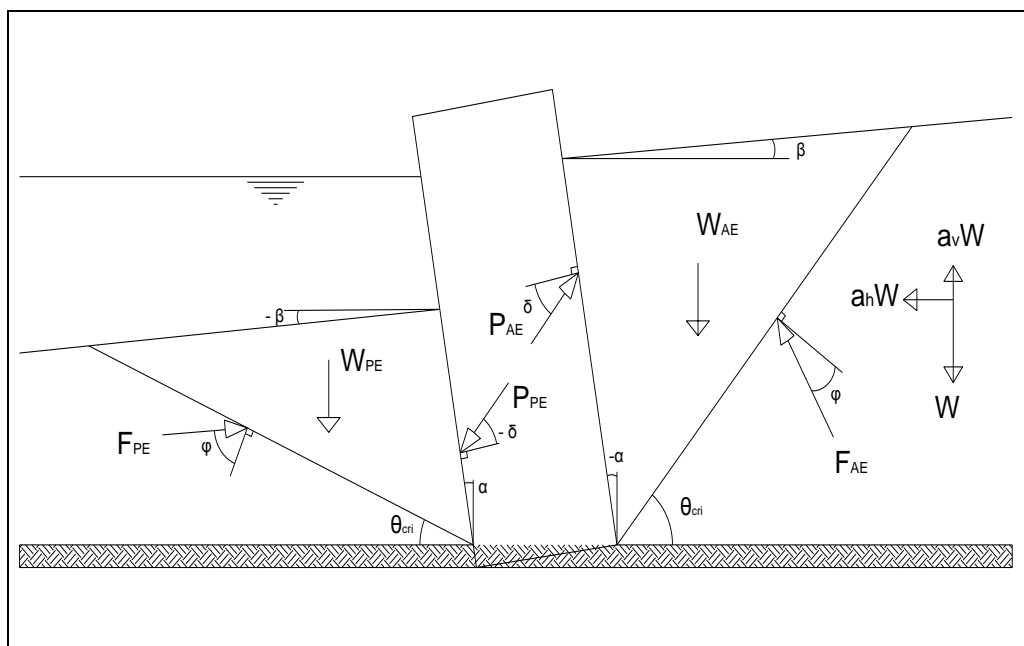 β
W_AE
a_vW
δ
a_hW
P_AE
- β
W_PE
W
P_PE
φ
- δ
F_PE
φ
F_AE
-α
α
θ_cri
θ_cri